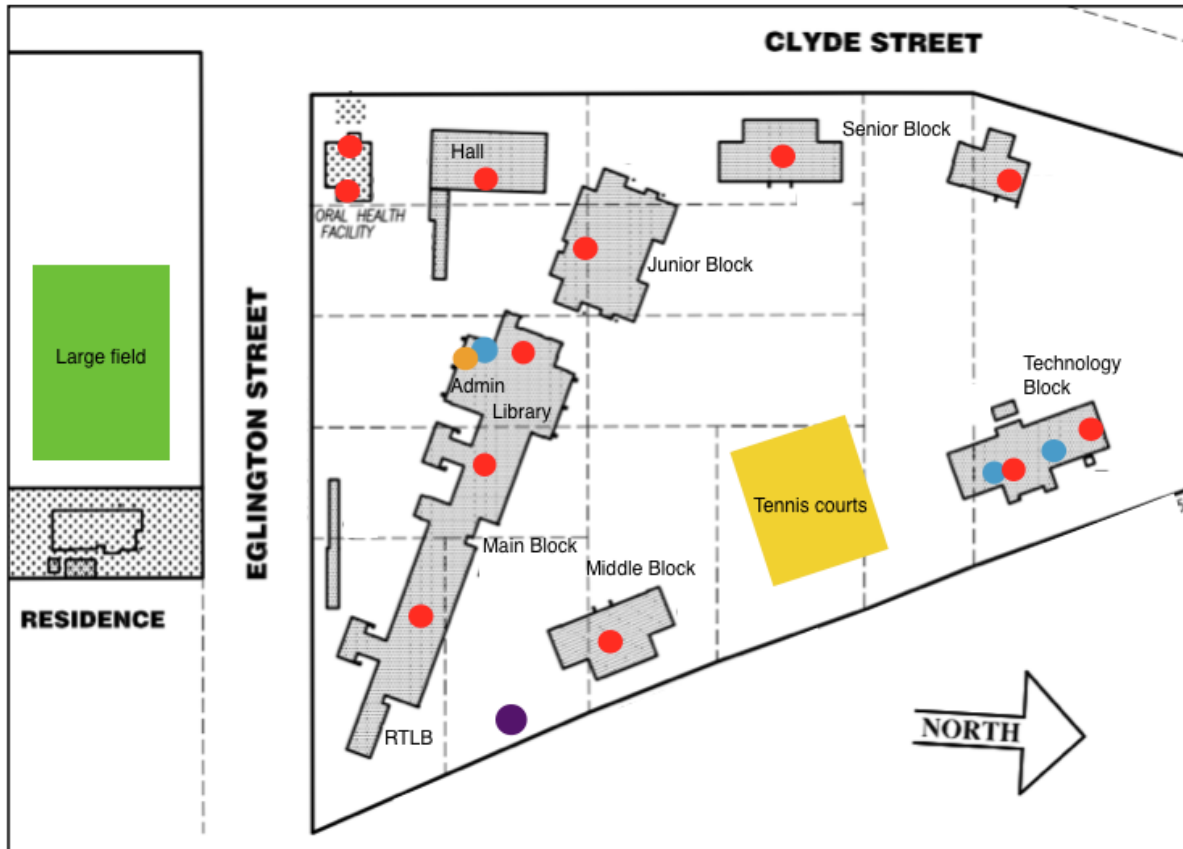 CLYDE STREET
Senior Block
Hall
ORAL HEALTH
FACILITY
Junior Block
EGLINGTON STREET
Large field
Admin
Library
Technology
Block
Tennis courts
Main Block
Middle Block
RESIDENCE
RTLB
NORTH